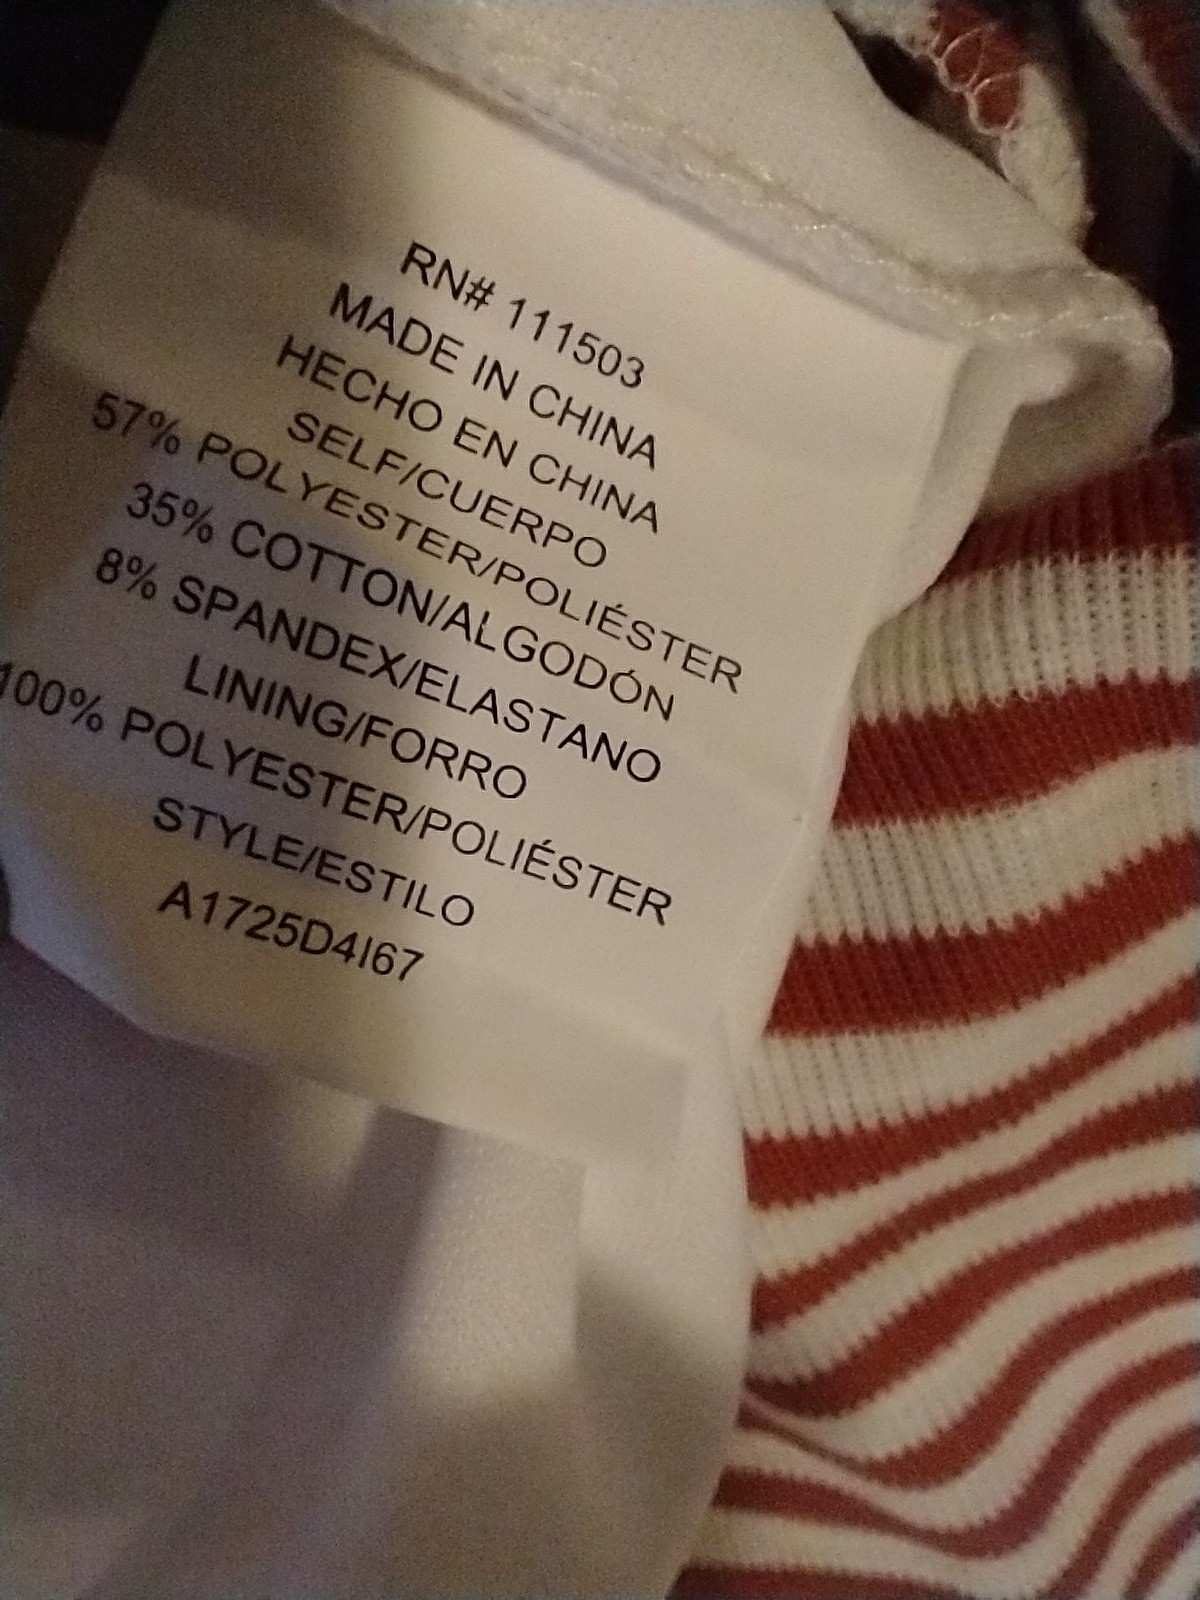 RN# 111503
MADE IN CHINA
HECHO EN CHINA
SELF/CUERPO
57% POLYESTER/POLIÉSTER
35% COTTON/ALGODÓN
8% SPANDEX/ELASTANO
LINING/FORRO
100% POLYESTER/POLIÉSTER
STYLE/ESTILO
A1725D4I67